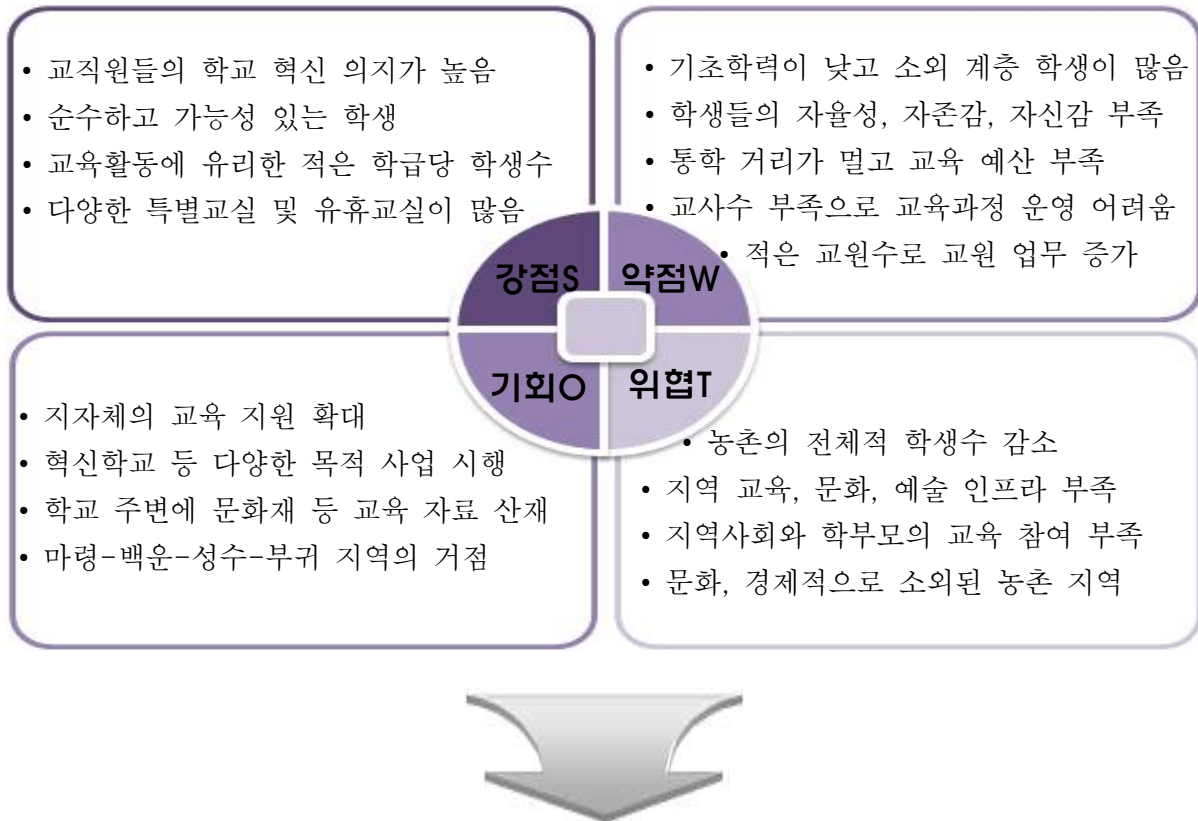 • 교직원들의 학교 혁신 의지가 높음
• 순수하고 가능성 있는 학생
• 교육활동에 유리한 적은 학급당 학생수
• 다양한 특별교실 및 유휴교실이 많음
• 기초학력이 낮고 소외 계층 학생이 많음
• 학생들의 자율성, 자존감, 자신감 부족
• 통학 거리가 멀고 교육 예산 부족
• 교사수 부족으로 교육과정 운영 어려움
• 적은 교원수로 교원 업무 증가
강점S
약점W
기회O
위협T
• 지자체의 교육 지원 확대
• 혁신학교 등 다양한 목적 사업 시행
• 학교 주변에 문화재 등 교육 자료 산재
• 마령-백운-성수-부귀 지역의 거점
• 농촌의 전체적 학생수 감소
• 지역 교육, 문화, 예술 인프라 부족
• 지역사회와 학부모의 교육 참여 부족
• 문화, 경제적으로 소외된 농촌 지역